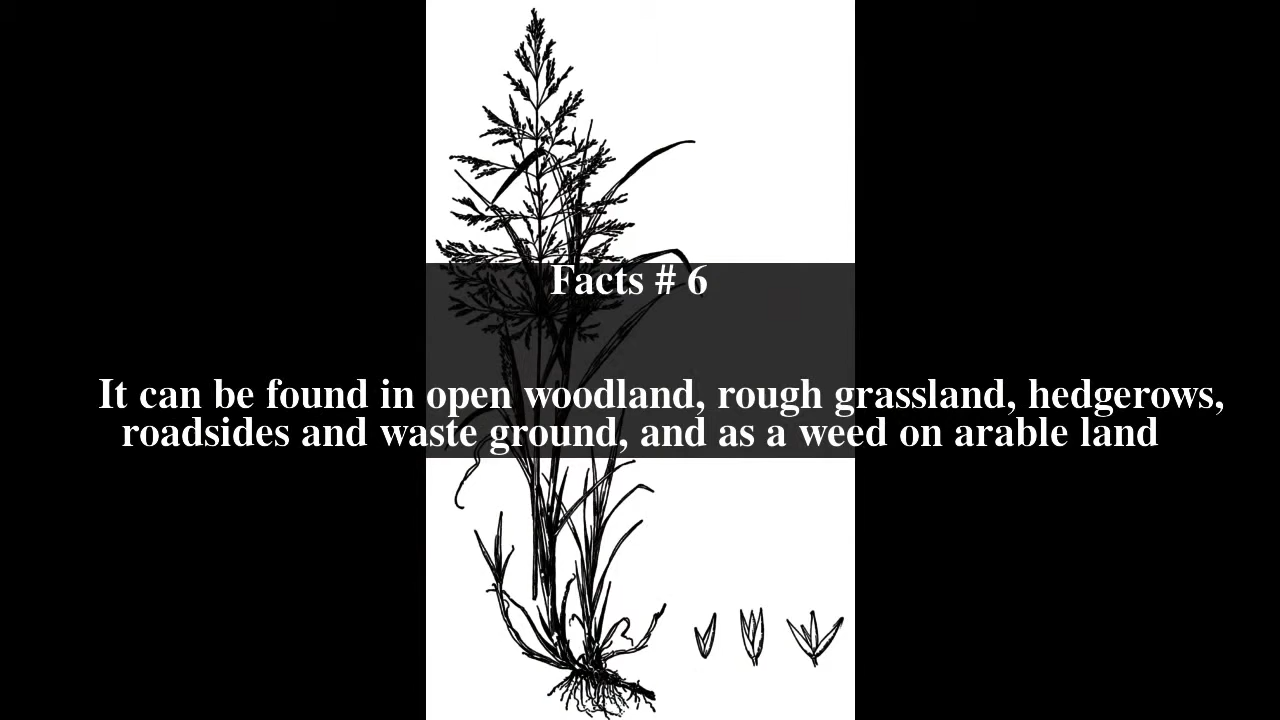 Facts # 6
It can be found in open woodland, rough grassland, hedgerows,
roadsides and waste ground, and as a weed on arable land